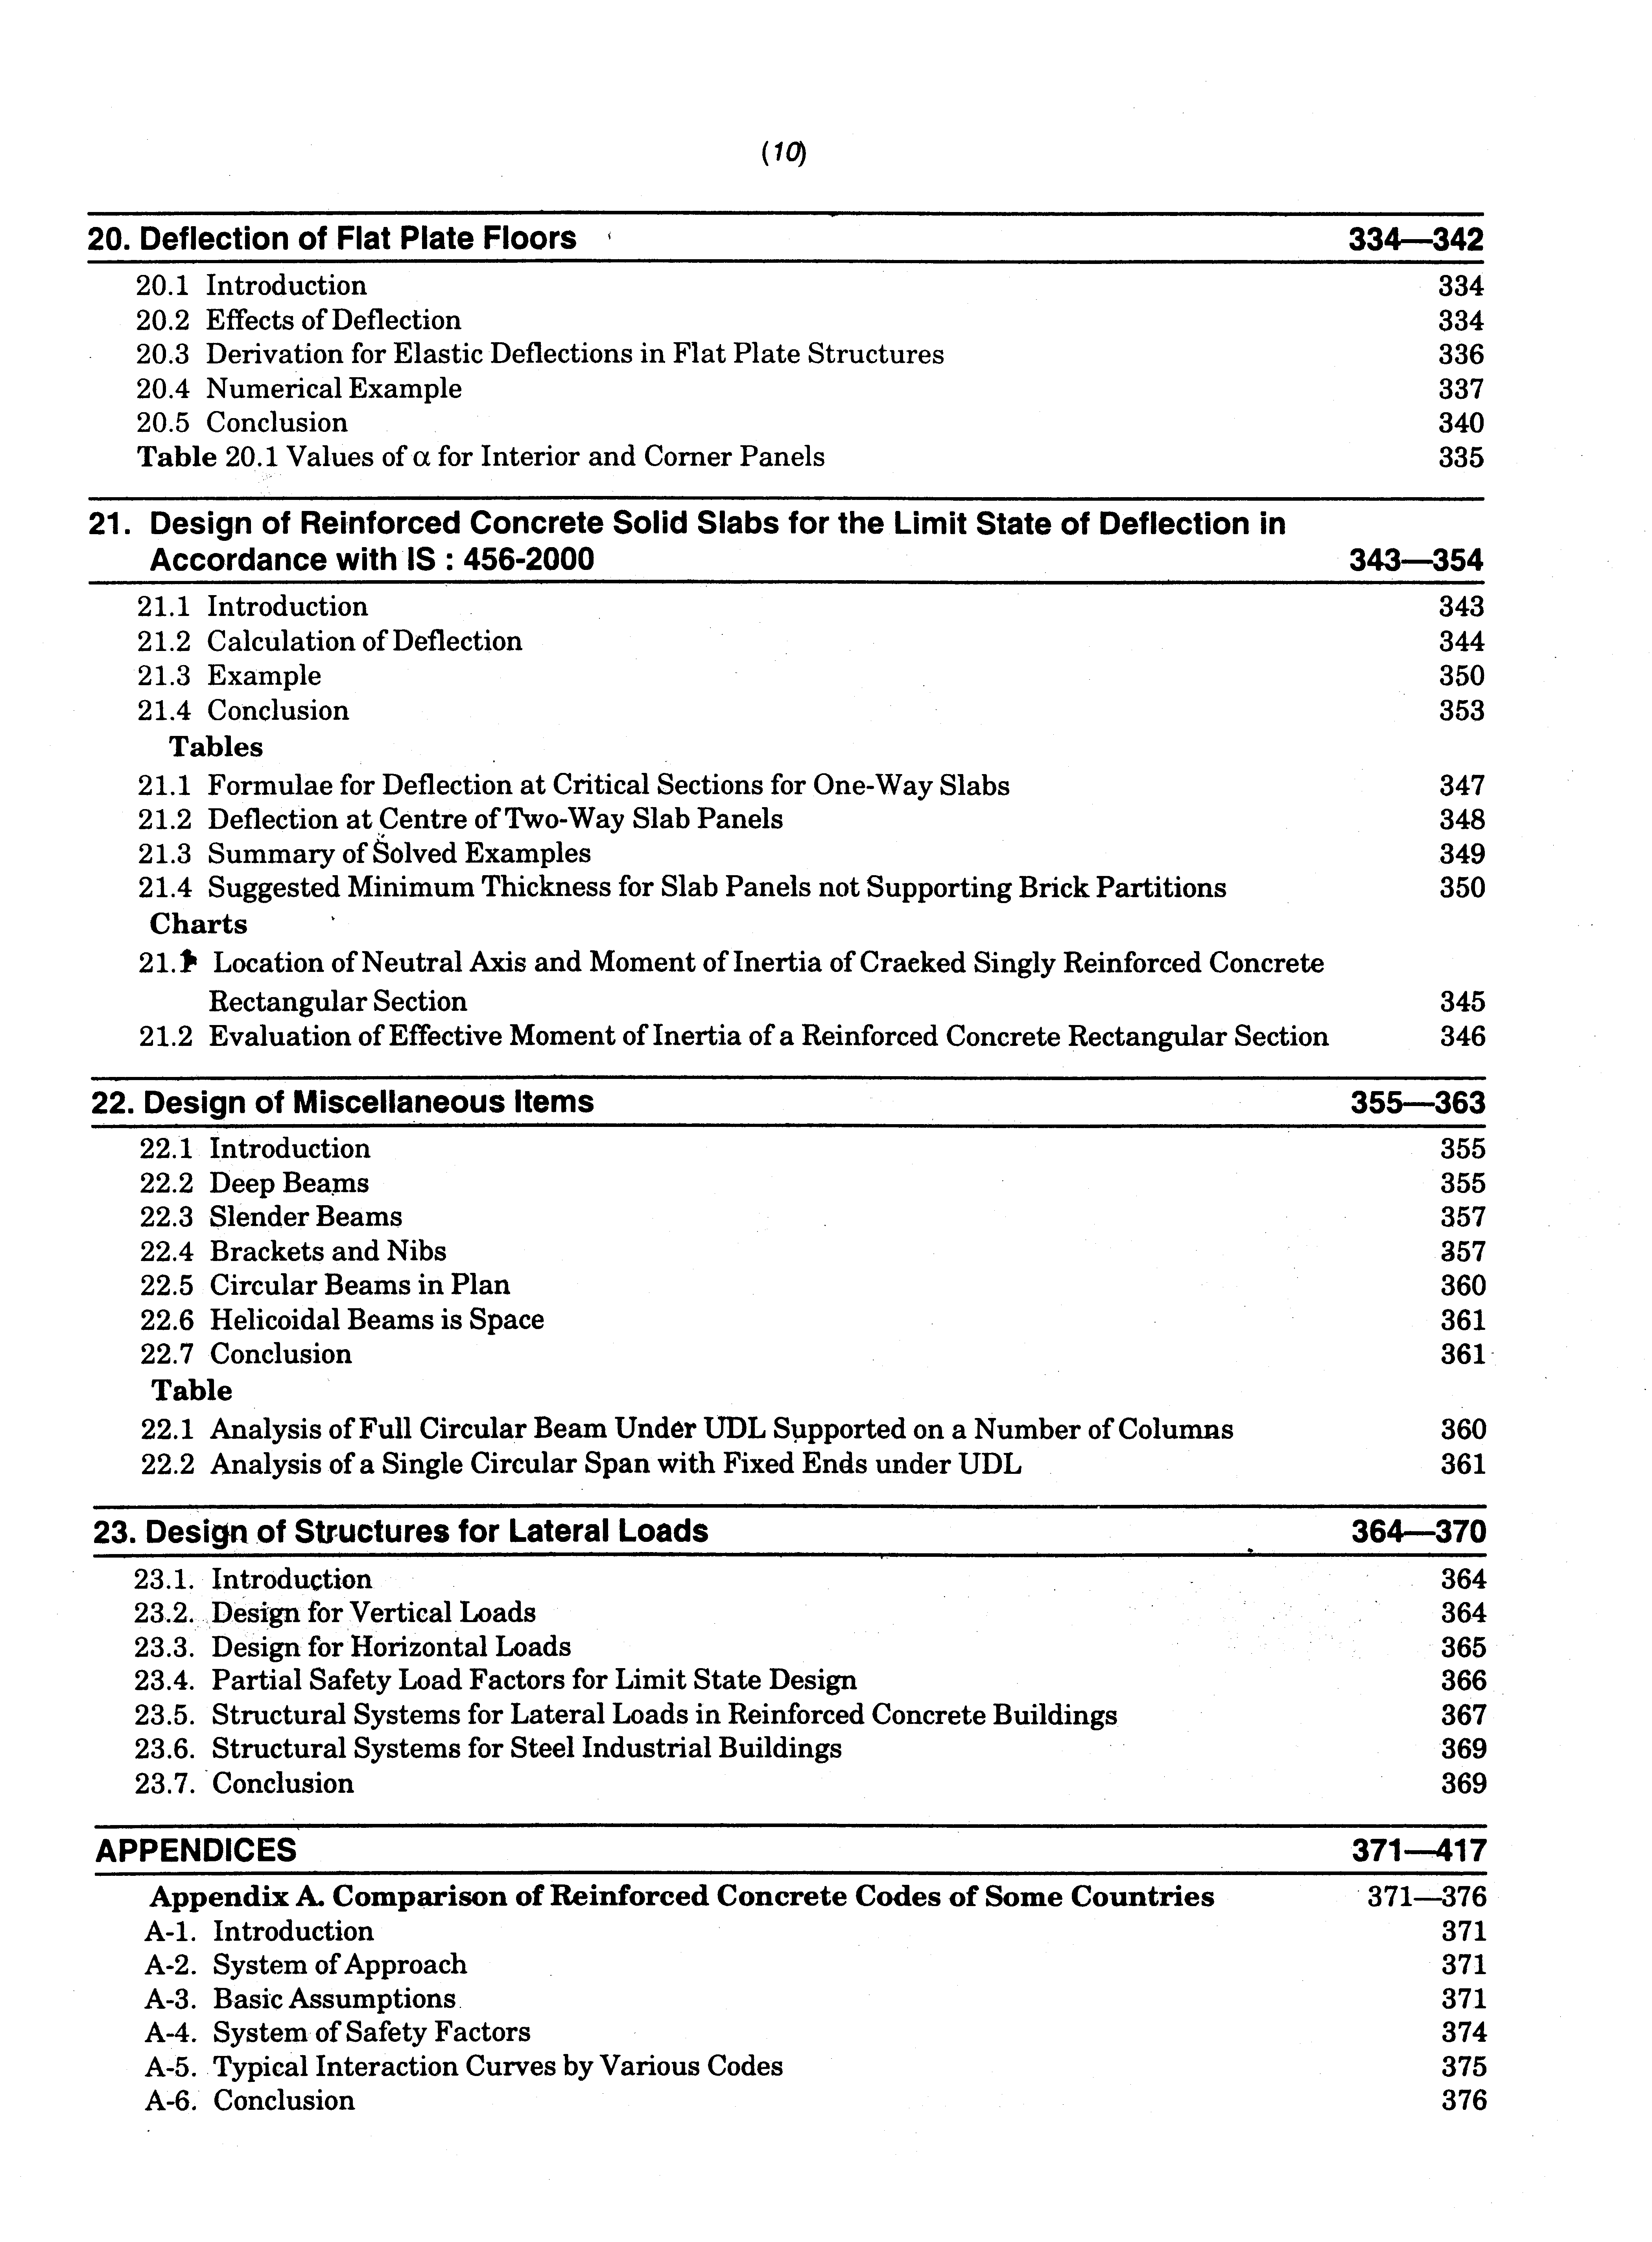 (10)
20. Deflection of Flat Plate Floors 334—342
20.1 Introduction 334
20.2 Effects of Deflection 334
20.3 Derivation for Elastic Deflections in Flat Plate Structures 336
20.4 Numerical Example 337
20.5 Conclusion 340
Table 20.1 Values of α for Interior and Corner Panels 335
21. Design of Reinforced Concrete Solid Slabs for the Limit State of Deflection in
Accordance with IS : 456-2000 343—354
21.1 Introduction 343
21.2 Calculation of Deflection 344
21.3 Example 350
21.4 Conclusion 353
Tables
21.1 Formulae for Deflection at Critical Sections for One-Way Slabs 347
21.2 Deflection at Centre of Two-Way Slab Panels 348
21.3 Summary of Solved Examples 349
21.4 Suggested Minimum Thickness for Slab Panels not Supporting Brick Partitions 350
Charts
21.1 Location of Neutral Axis and Moment of Inertia of Cracked Singly Reinforced Concrete
Rectangular Section 345
21.2 Evaluation of Effective Moment of Inertia of a Reinforced Concrete Rectangular Section 346
22. Design of Miscellaneous Items 355—363
22.1 Introduction 355
22.2 Deep Beams 355
22.3 Slender Beams 357
22.4 Brackets and Nibs 357
22.5 Circular Beams in Plan 360
22.6 Helicoidal Beams is Space 361
22.7 Conclusion 361
Table
22.1 Analysis of Full Circular Beam Under UDL Supported on a Number of Columns 360
22.2 Analysis of a Single Circular Span with Fixed Ends under UDL 361
23. Design of Structures for Lateral Loads 364—370
23.1. Introduction 364
23.2. Design for Vertical Loads 364
23.3. Design for Horizontal Loads 365
23.4. Partial Safety Load Factors for Limit State Design 366
23.5. Structural Systems for Lateral Loads in Reinforced Concrete Buildings 367
23.6. Structural Systems for Steel Industrial Buildings 369
23.7. Conclusion 369
APPENDICES 371—417
Appendix A. Comparison of Reinforced Concrete Codes of Some Countries 371—376
A-1. Introduction 371
A-2. System of Approach 371
A-3. Basic Assumptions 371
A-4. System of Safety Factors 374
A-5. Typical Interaction Curves by Various Codes 375
A-6. Conclusion 376